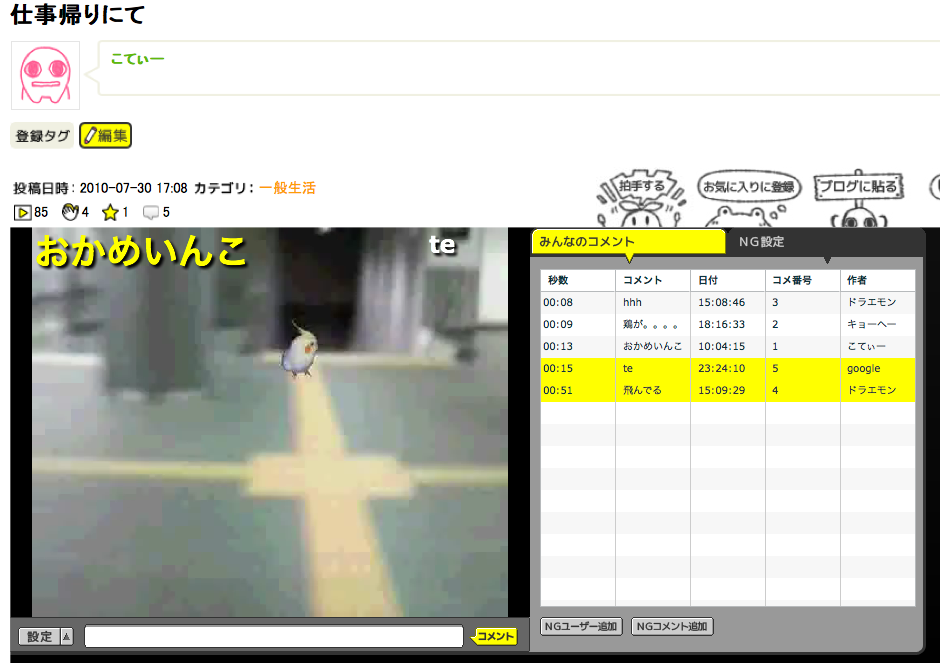 仕事帰りにて
こてぃー
登録タグ 編集
投稿日時: 2010-07-30 17:08 カテゴリ: 一般生活
85 4 1 5
拍手する お気に入りに登録 ブログに貼る
おかめいんこ te
みんなのコメント NG設定
秒数 コメント 日付 コメ番号 作者
00:08 hhh 15:08:46 3 ドラエモン
00:09 鶏が。。。。 18:16:33 2 キョーヘー
00:13 おかめいんこ 10:04:15 1 こてぃー
00:15 te 23:24:10 5 google
00:51 飛んでる 15:09:29 4 ドラエモン
NGユーザー追加 NGコメント追加
設定 コメント